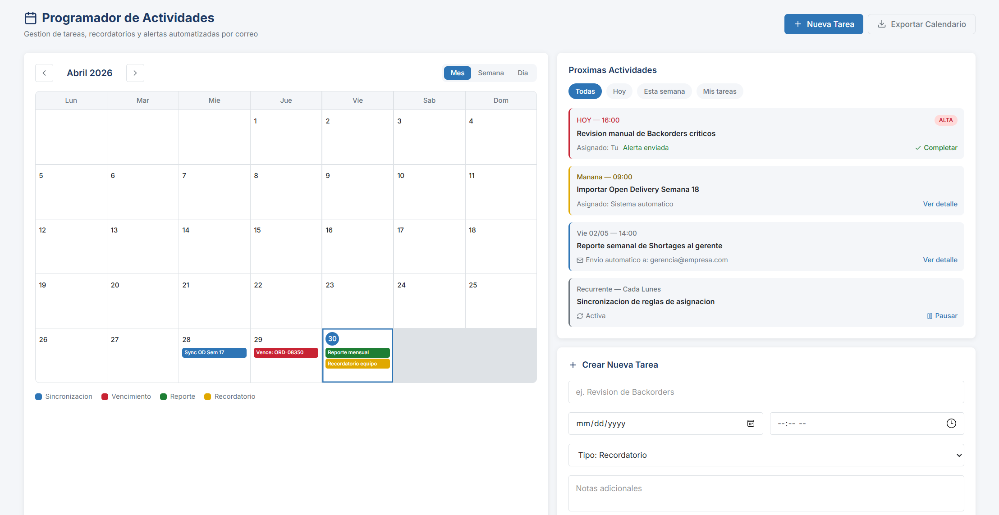 Programador de Actividades
Gestion de tareas, recordatorios y alertas automatizadas por correo
Nueva Tarea
Exportar Calendario
Abril 2026
Mes Semana Dia
Lun Mar Mie Jue Vie Sab Dom
1 2 3 4
5 6 7 8 9 10 11
12 13 14 15 16 17 18
19 20 21 22 23 24 25
26 27 28 29 30
Sync OD Sem 17
Vence: ORD-08350
Reporte mensual
Recordatorio equipo
Sincronizacion Vencimiento Reporte Recordatorio
Proximas Actividades
Todas Hoy Esta semana Mis tareas
HOY — 16:00
ALTA
Revision manual de Backorders criticos
Asignado: Tu Alerta enviada
Completar
Manana — 09:00
Importar Open Delivery Semana 18
Asignado: Sistema automatico
Ver detalle
Vie 02/05 — 14:00
Reporte semanal de Shortages al gerente
Envio automatico a: gerencia@empresa.com
Ver detalle
Recurrente — Cada Lunes
Sincronizacion de reglas de asignacion
Activa
Pausar
Crear Nueva Tarea
ej. Revision de Backorders
mm/dd/yyyy
--:-- --
Tipo: Recordatorio
Notas adicionales